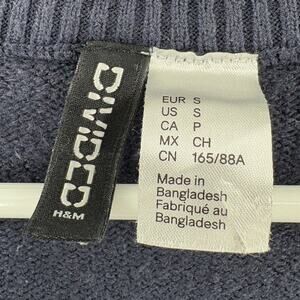 DIVIDED
H&M
EUR S
US S
CA P
MX CH
CN 165/88A
Made in
Bangladesh
Fabriqué au
Bangladesh